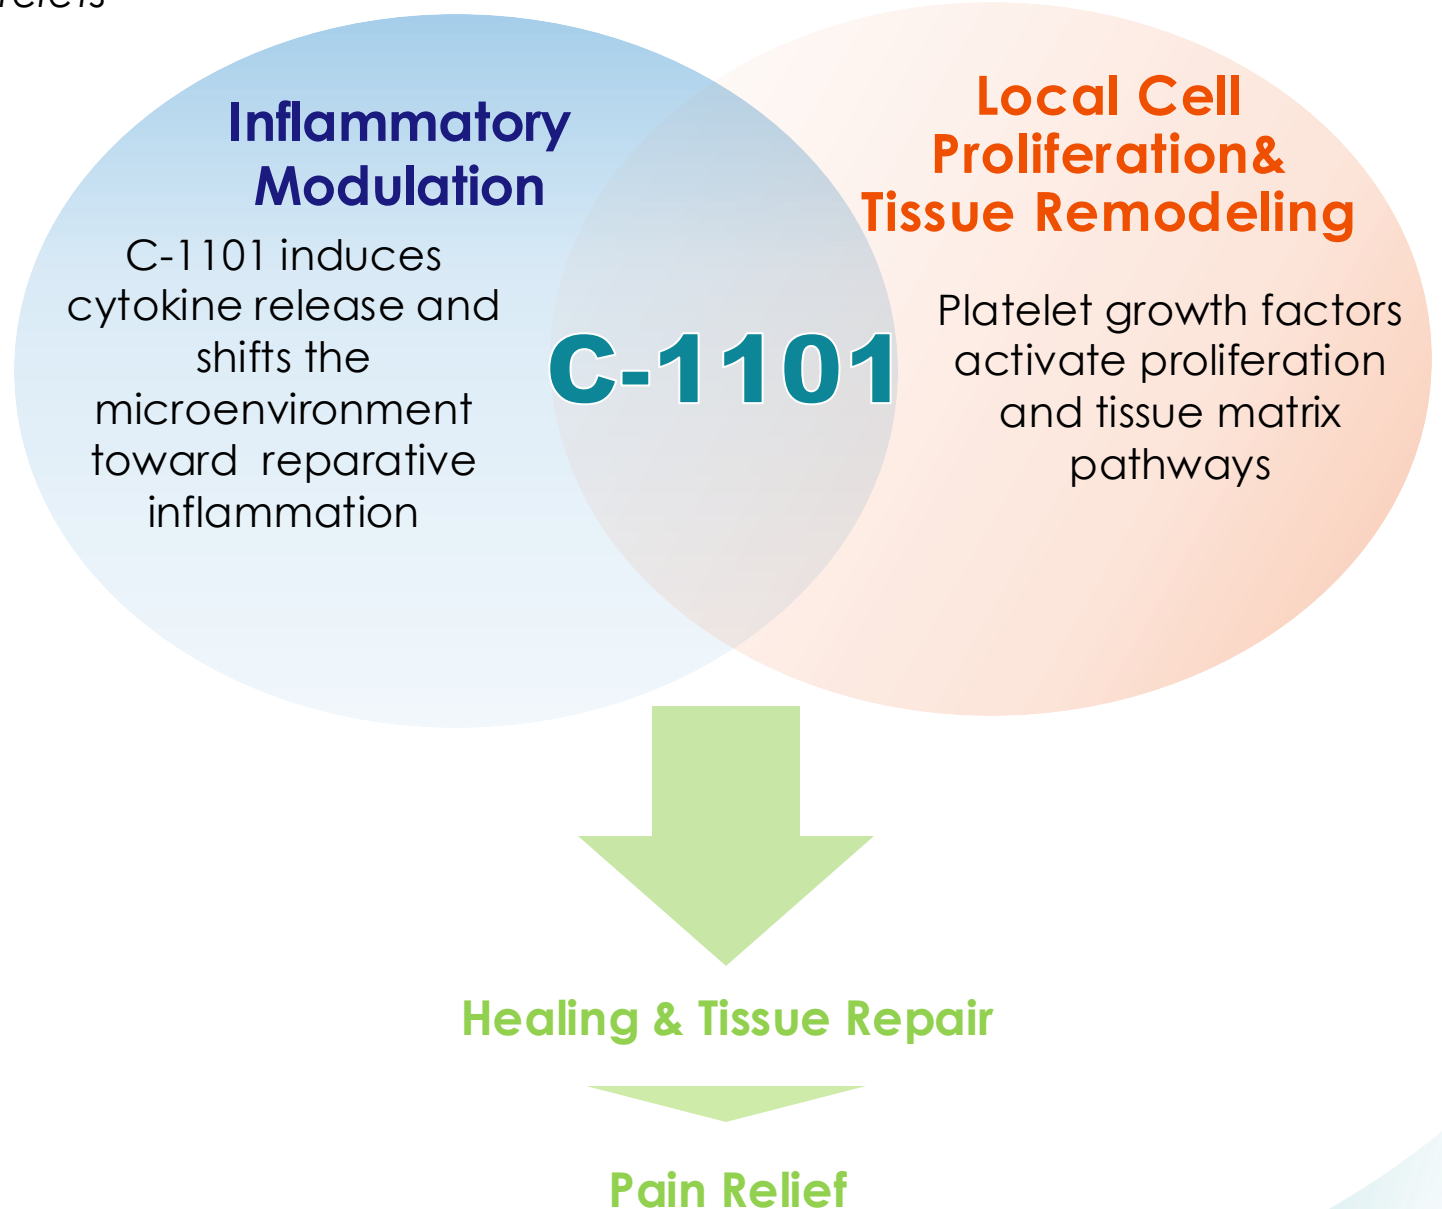 Inflammatory
Modulation
C-1101 induces
cytokine release and
shifts the
microenvironment
toward reparative
inflammation
C-1101
Local Cell
Proliferation&
Tissue Remodeling
Platelet growth factors
activate proliferation
and tissue matrix
pathways
Healing & Tissue Repair
Pain Relief